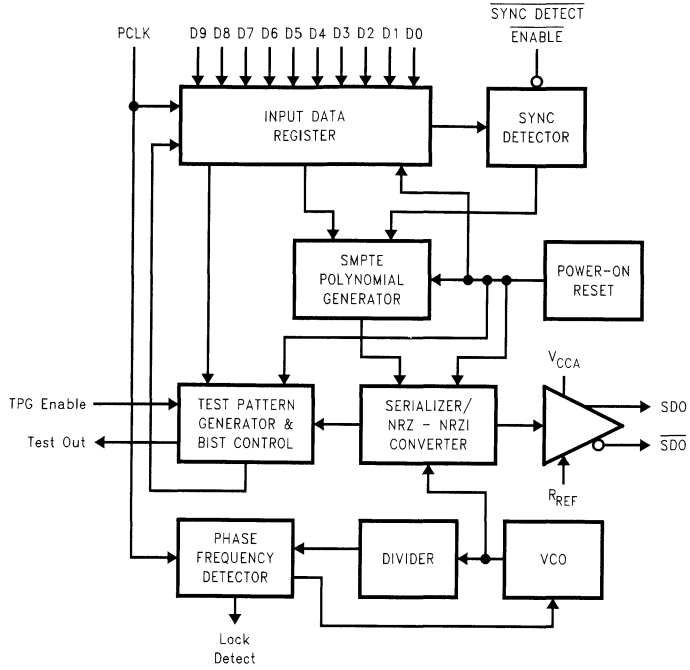 SYNC DETECT
PCLK D9 D8 D7 D6 D5 D4 D3 D2 D1 D0 ENABLE
INPUT DATA
REGISTER
SYNC
DETECTOR
SMPTE
POLYNOMIAL
GENERATOR
POWER-ON
RESET
VCCA
TPG Enable
Test Out
TEST PATTERN
GENERATOR &
BIST CONTROL
SERIALIZER/
NRZ - NRZI
CONVERTER
SDO
SDO
RREF
PHASE
FREQUENCY
DETECTOR
DIVIDER
VCO
Lock
Detect